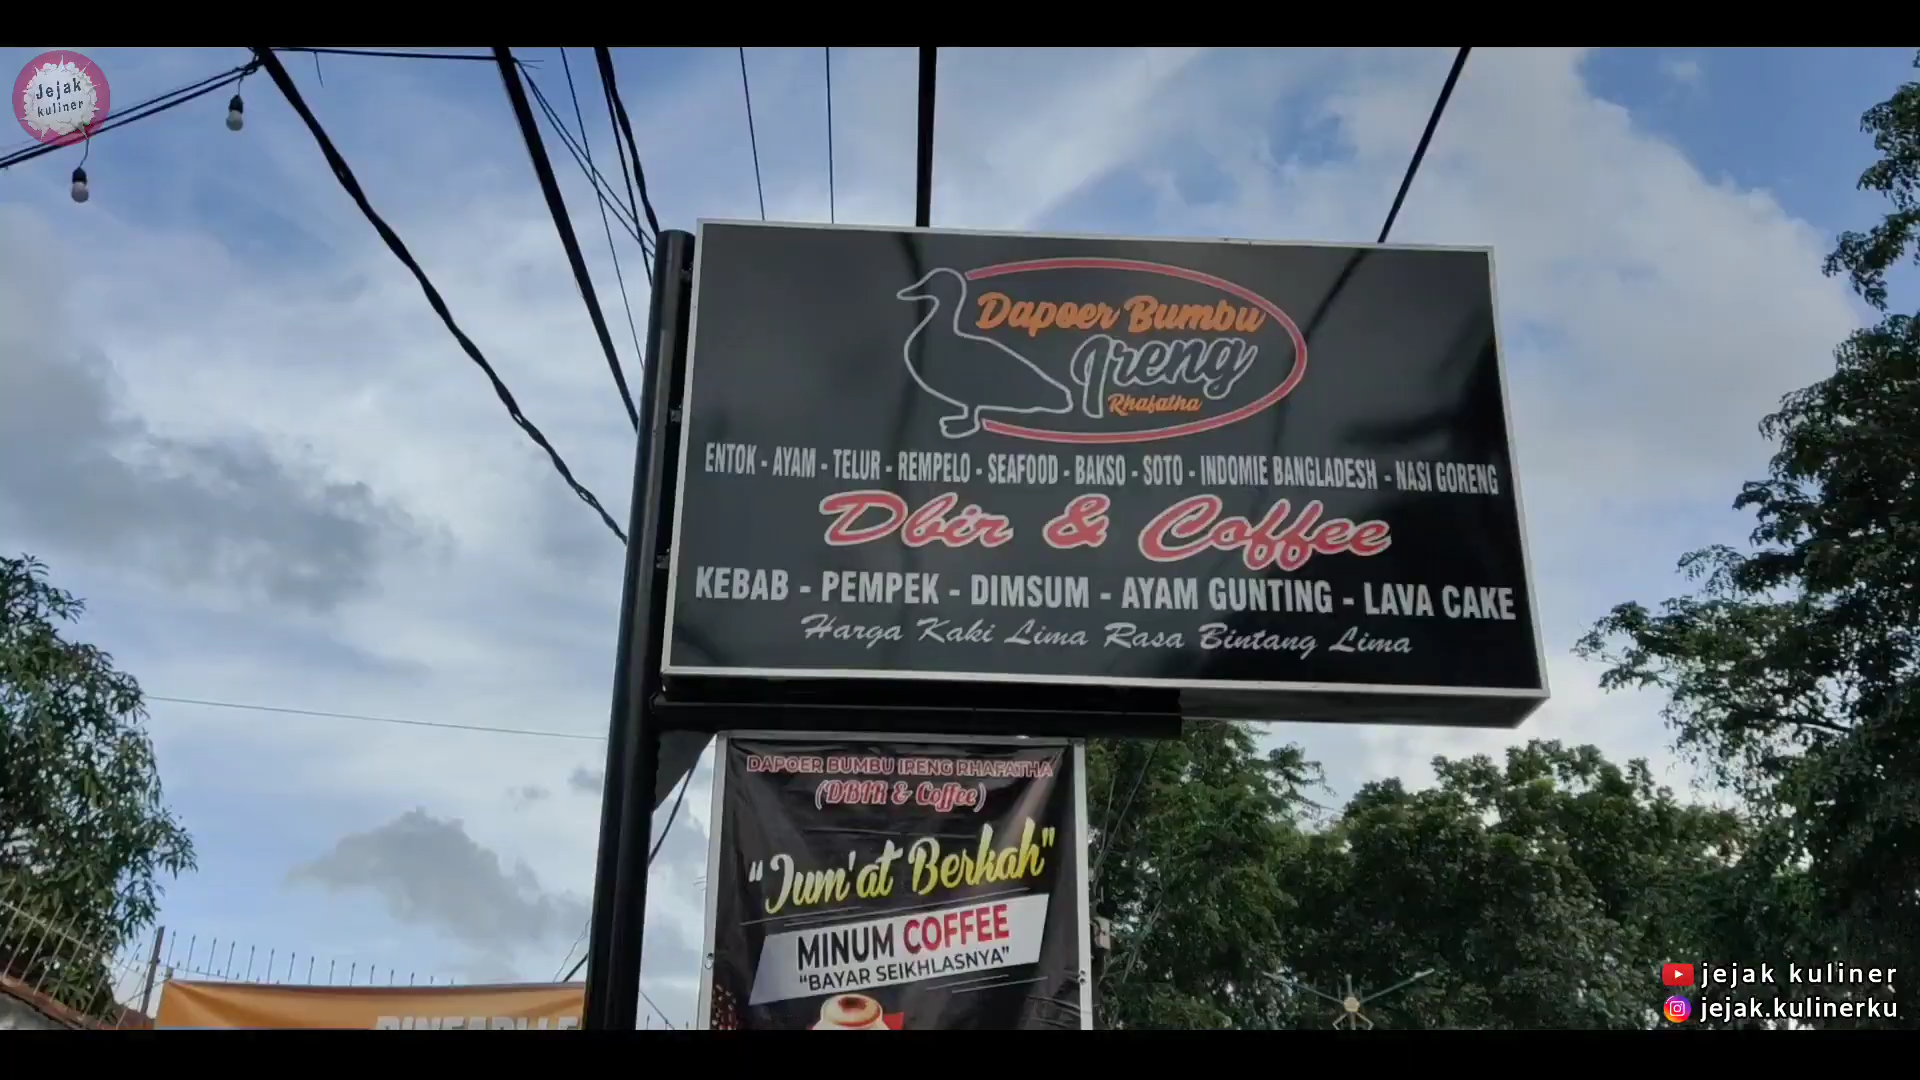 Jejak
kuliner
Dapoer Bumbu
Ireng
Rhafatha
ENTOK - AYAM - TELUR - REMPELO - SEAFOOD - BAKSO - SOTO - INDOMIE BANGLADESH - NASI GORENG
Dbir & Coffee
KEBAB - PEMPEK - DIMSUM - AYAM GUNTING - LAVA CAKE
Harga Kaki Lima Rasa Bintang Lima
DAPOER BUMBU IRENG RHAFATHA
(DBIR & Coffee)
"Jum'at Berkah"
MINUM COFFEE
"BAYAR SEIKHLASNYA"
jejak kuliner
jejak.kulinerku